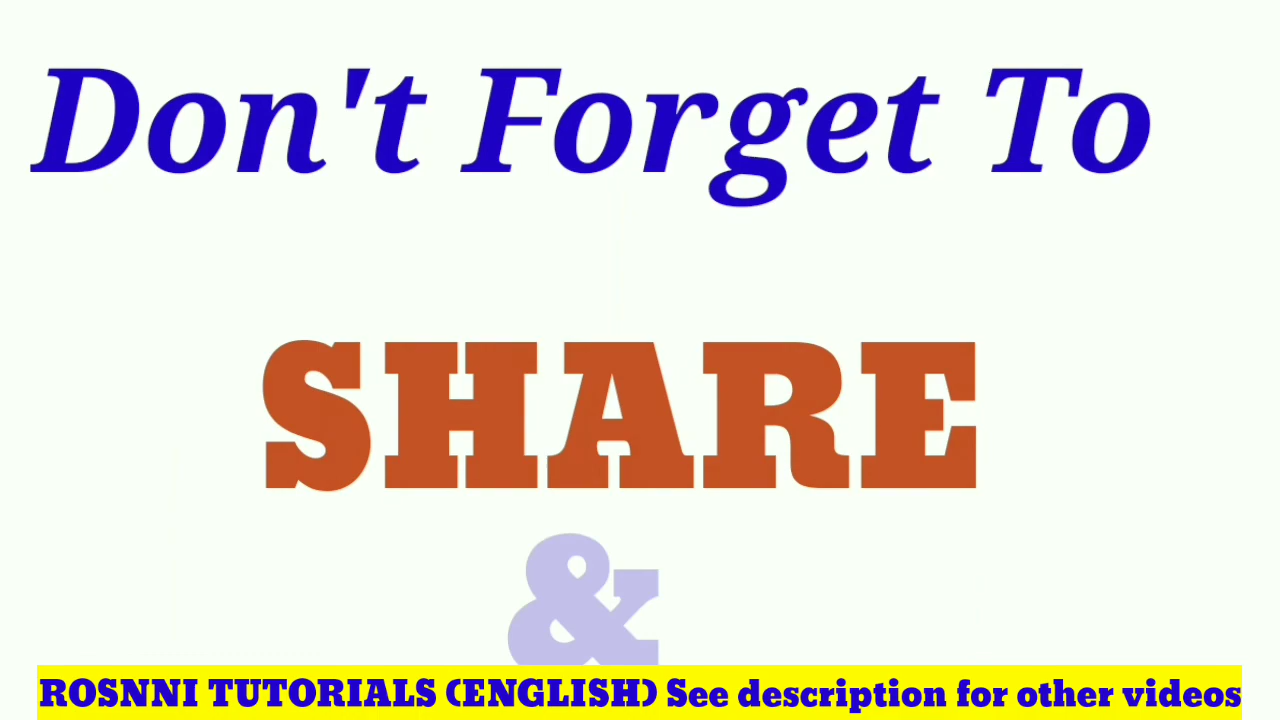 Don't Forget To
SHARE
&
ROSNNI TUTORIALS (ENGLISH) See description for other videos